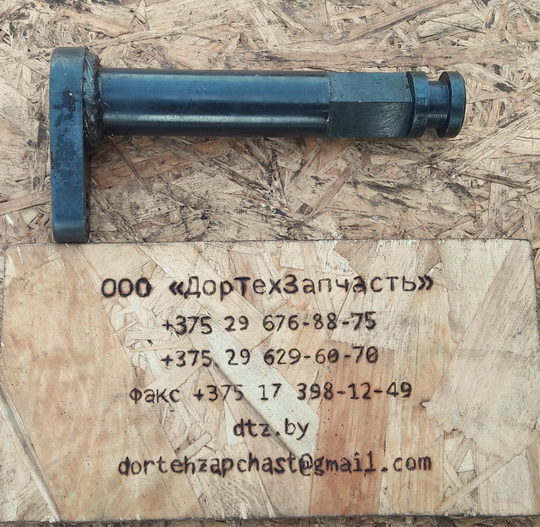 ООО «ДорТехЗапчасть»
+375 29 676-88-75
+375 29 629-60-70
Факс +375 17 398-12-49
dtz.by
dortehzapchast@gmail.com